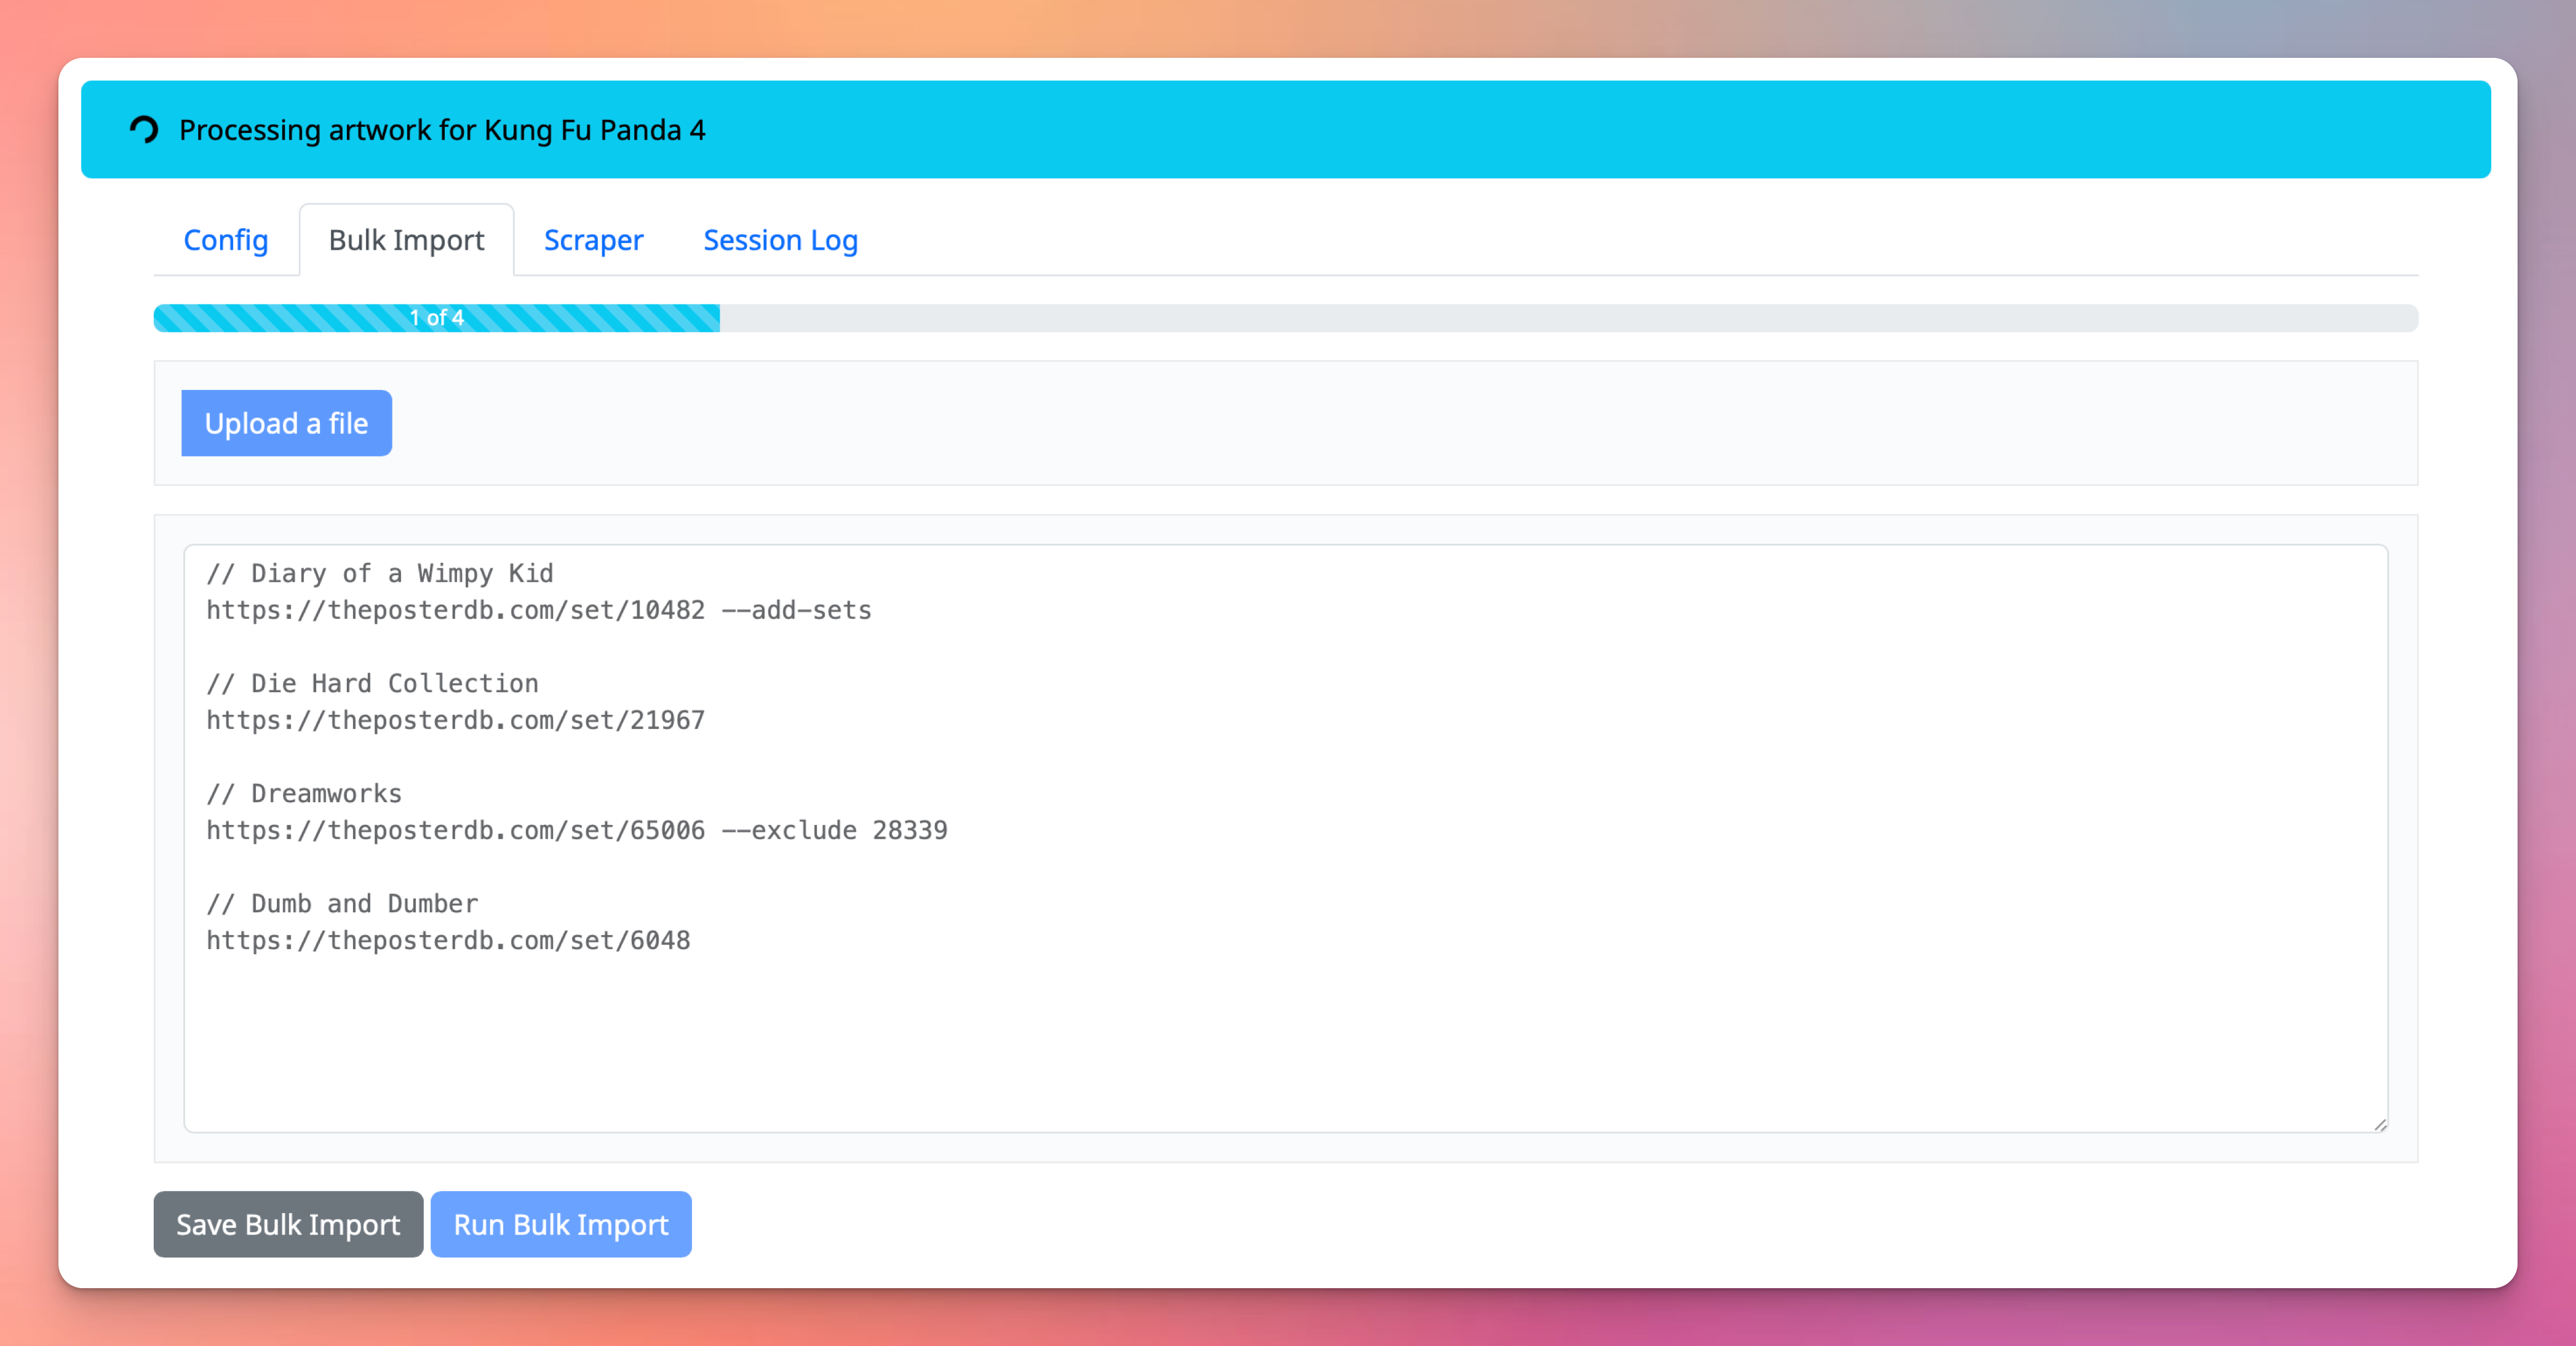 Processing artwork for Kung Fu Panda 4
Config Bulk Import Scraper Session Log
1 of 4
Upload a file
// Diary of a Wimpy Kid
https://theposterdb.com/set/10482 --add-sets
// Die Hard Collection
https://theposterdb.com/set/21967
// Dreamworks
https://theposterdb.com/set/65006 --exclude 28339
// Dumb and Dumber
https://theposterdb.com/set/6048
Save Bulk Import Run Bulk Import